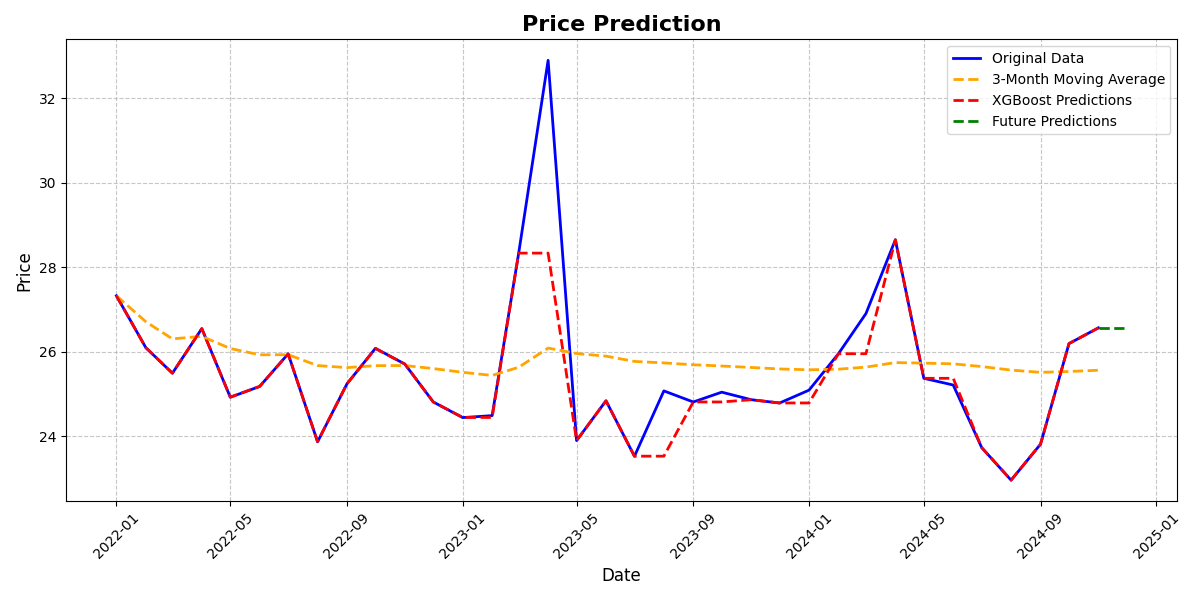 Price Prediction
Original Data
3-Month Moving Average
XGBoost Predictions
Future Predictions
Price
32
30
28
26
24
2022-01
2022-05
2022-09
2023-01
2023-05
2023-09
2024-01
2024-05
2024-09
2025-01
Date